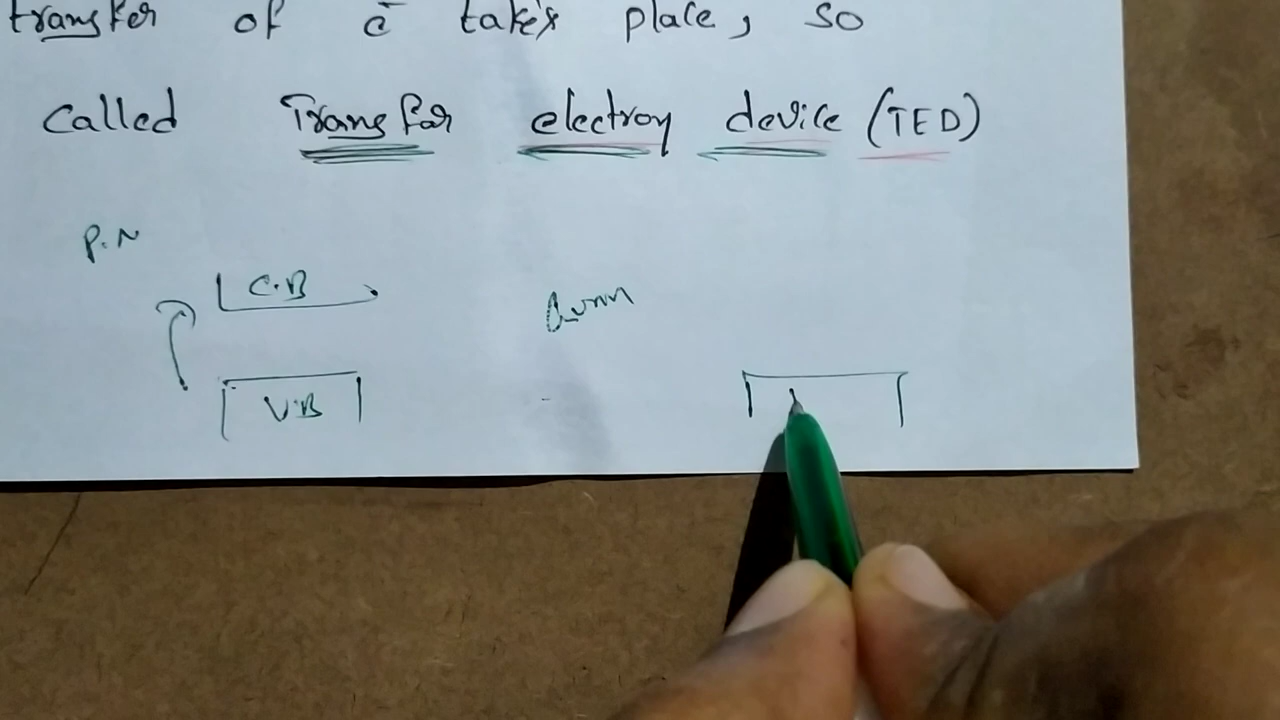 transfer of ē takes place, so
called Transfer electron device (TED)
P.N
C.B
V.B